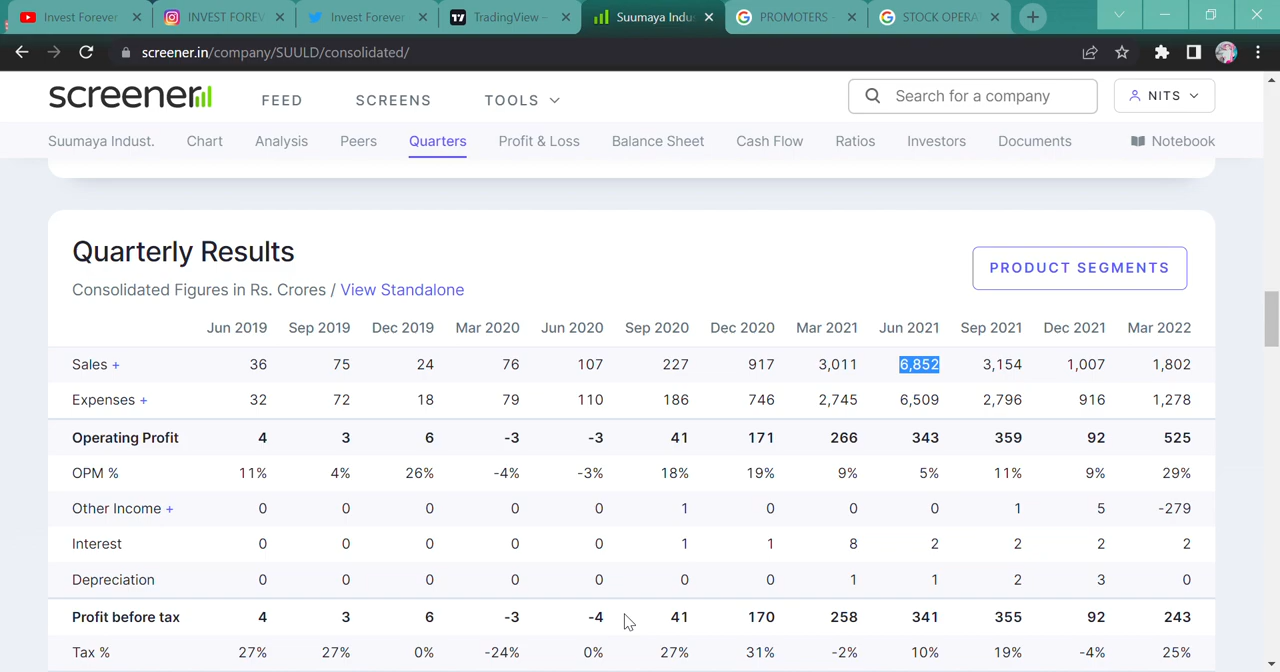 Invest Forever INVEST FOREV Invest Forever TradingView – Suumaya Indu PROMOTERS - STOCK OPERA
screener.in/company/SUULD/consolidated/
screener FEED SCREENS TOOLS Search for a company NITS
Suumaya Indust. Chart Analysis Peers Quarters Profit & Loss Balance Sheet Cash Flow Ratios Investors Documents Notebook
Quarterly Results
PRODUCT SEGMENTS
Consolidated Figures in Rs. Crores / View Standalone
Jun 2019 Sep 2019 Dec 2019 Mar 2020 Jun 2020 Sep 2020 Dec 2020 Mar 2021 Jun 2021 Sep 2021 Dec 2021 Mar 2022
Sales + 36 75 24 76 107 227 917 3,011 6,852 3,154 1,007 1,802
Expenses + 32 72 18 79 110 186 746 2,745 6,509 2,796 916 1,278
Operating Profit 4 3 6 -3 -3 41 171 266 343 359 92 525
OPM % 11% 4% 26% -4% -3% 18% 19% 9% 5% 11% 9% 29%
Other Income + 0 0 0 0 0 1 0 0 0 1 5 -279
Interest 0 0 0 0 0 1 1 8 2 2 2 2
Depreciation 0 0 0 0 0 0 0 1 1 2 3 0
Profit before tax 4 3 6 -3 -4 41 170 258 341 355 92 243
Tax % 27% 27% 0% -24% 0% 27% 31% -2% 10% 19% -4% 25%